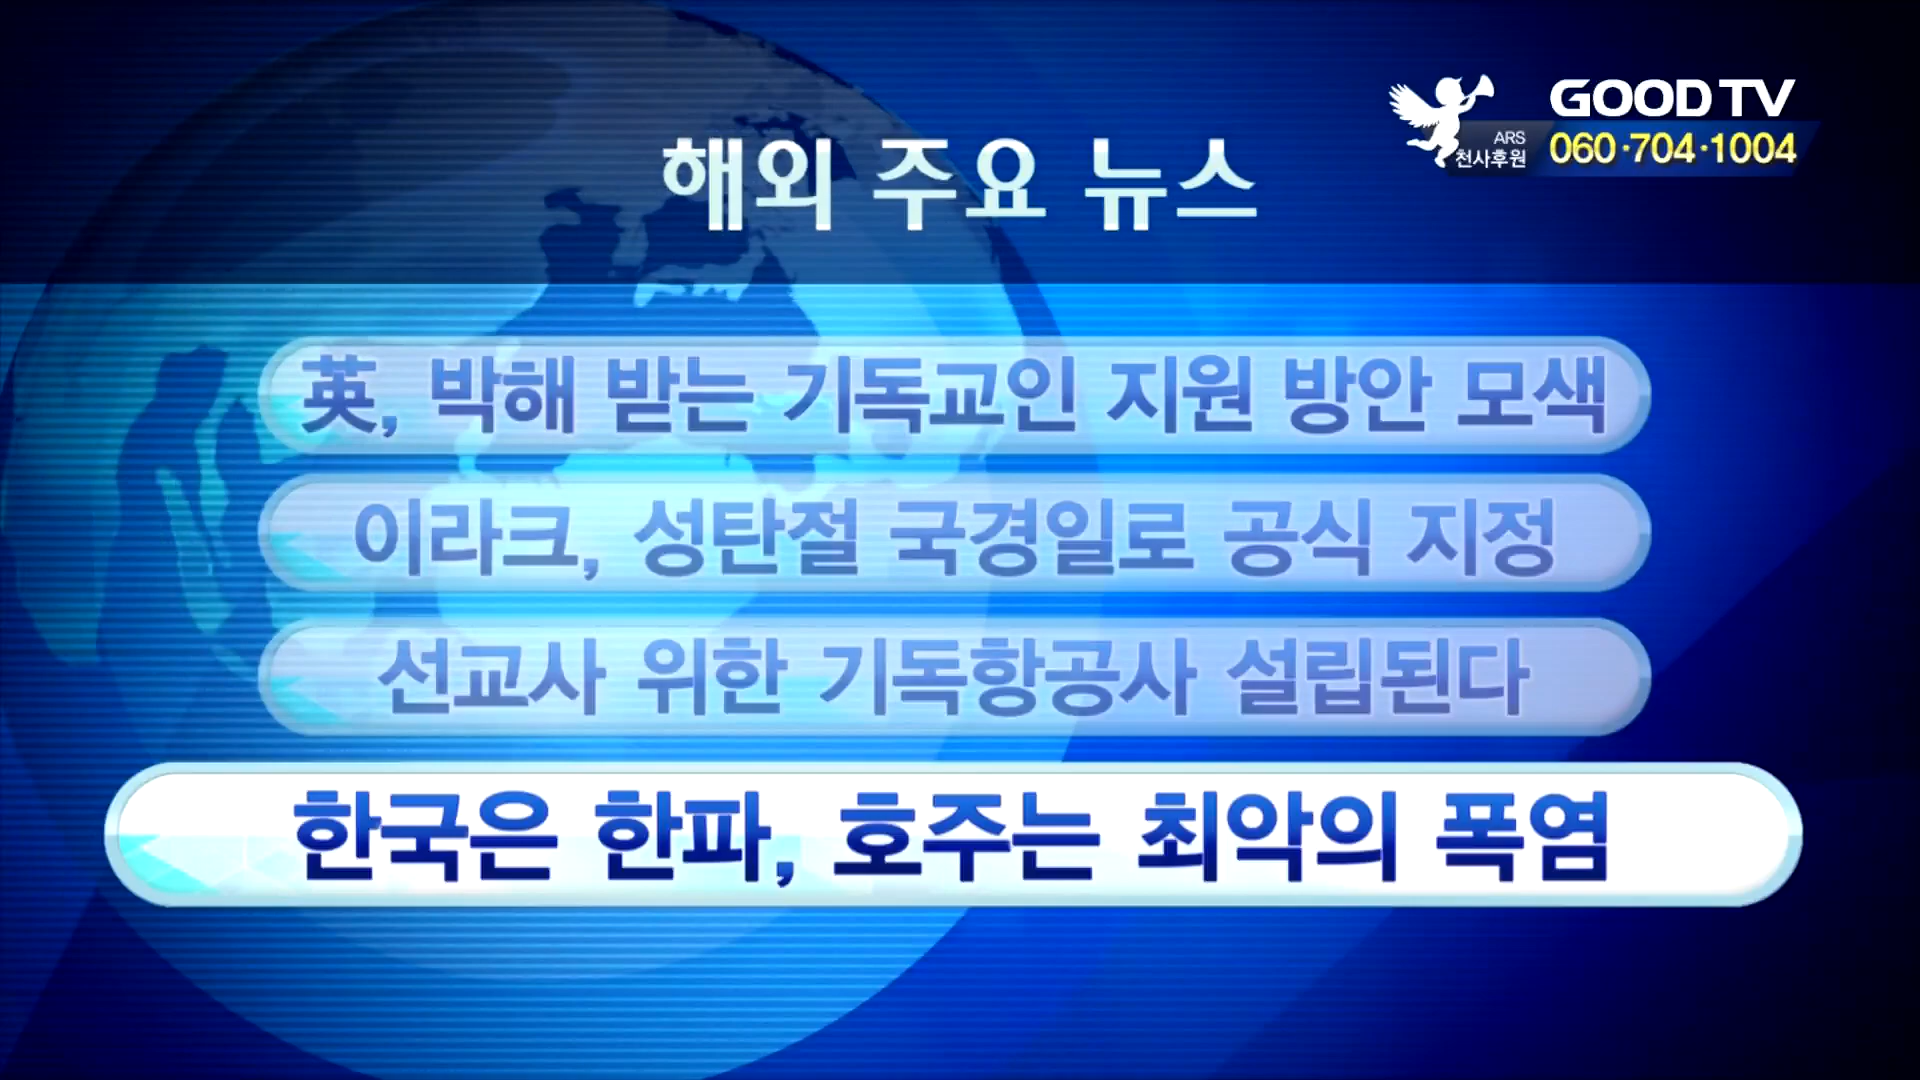 GOOD TV
ARS
천사후원
060·704·1004
해외 주요 뉴스
英, 박해 받는 기독교인 지원 방안 모색
이라크, 성탄절 국경일로 공식 지정
선교사 위한 기독항공사 설립된다
한국은 한파, 호주는 최악의 폭염